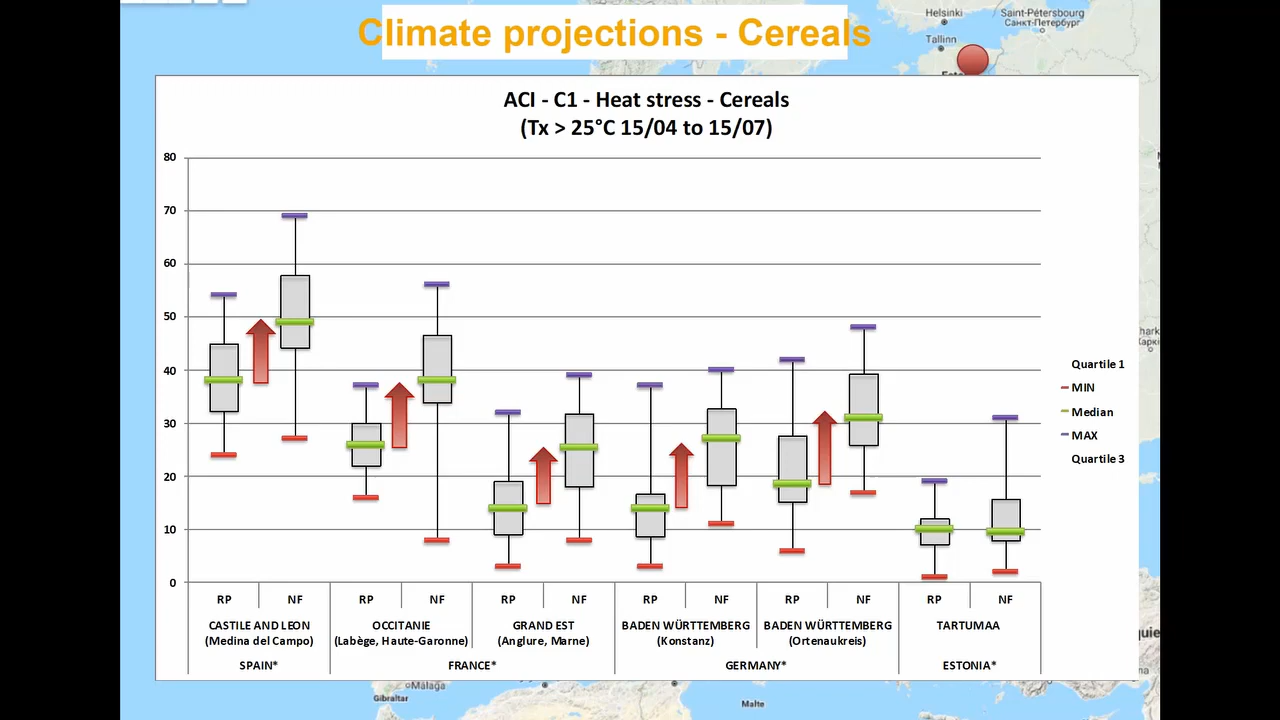 Climate projections - Cereals
Helsinki
Saint-Pétersbourg
Санкт-Петербург
Tallinn
ACI - C1 - Heat stress - Cereals
(Tx > 25°C 15/04 to 15/07)
80
70
60
50
40
30
20
10
0
Quartile 1
MIN
Median
MAX
Quartile 3
RP NF RP NF RP NF RP NF RP NF RP NF
CASTILE AND LEON OCCITANIE GRAND EST BADEN WÜRTTEMBERG BADEN WÜRTTEMBERG TARTUMAA
(Medina del Campo) (Labège, Haute-Garonne) (Anglure, Marne) (Konstanz) (Ortenaukreis)
SPAIN* FRANCE* GERMANY* ESTONIA*
Málaga
Gibraltar
Malte